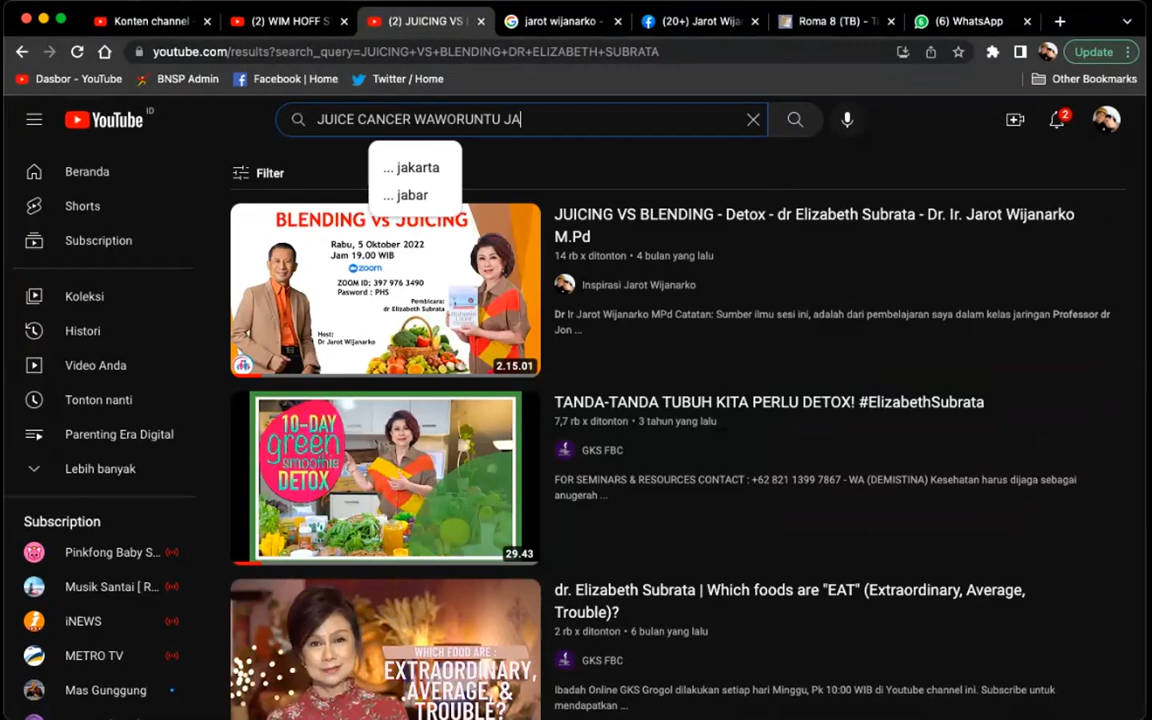 Konten channel -
(2) WIM HOFF S
(2) JUICING VS
jarot wijanarko -
(20+) Jarot Wija
Roma 8 (TB) - T
(6) WhatsApp
youtube.com/results?search_query=JUICING+VS+BLENDING+DR+ELIZABETH+SUBRATA
Update
Dasbor - YouTube
BNSP Admin
Facebook | Home
Twitter / Home
Other Bookmarks
YouTube ID
JUICE CANCER WAWORUNTU JA
2
... jakarta
... jabar
Filter
Beranda
Shorts
Subscription
Koleksi
Histori
Video Anda
Tonton nanti
Parenting Era Digital
Lebih banyak
Subscription
Pinkfong Baby S...
Musik Santai [ R...
iNEWS
METRO TV
Mas Gunggung
BLENDING vs JUICING
Rabu, 5 Oktober 2022
Jam 19.00 WIB
zoom
ZOOM ID; 397 976 3490
Pasword : PHS
Pembicara:
dr Elizabeth Subrata
Host:
Dr Jarot Wijanarko
2.15.01
JUICING VS BLENDING - Detox - dr Elizabeth Subrata - Dr. Ir. Jarot Wijanarko
M.Pd
14 rb x ditonton • 4 bulan yang lalu
Inspirasi Jarot Wijanarko
Dr Ir Jarot Wijanarko MPd Catatan: Sumber ilmu sesi ini, adalah dari pembelajaran saya dalam kelas jaringan Professor dr
Jon ...
10-DAY
green
smoothie
DETOX
29.43
TANDA-TANDA TUBUH KITA PERLU DETOX! #ElizabethSubrata
7,7 rb x ditonton • 3 tahun yang lalu
GKS FBC
FOR SEMINARS & RESOURCES CONTACT : +62 821 1399 7867 - WA (DEMISTINA) Kesehatan harus dijaga sebagai
anugerah ...
WHICH FOOD ARE :
EXTRAORDINARY,
AVERAGE, &
TROUBLE?
dr. Elizabeth Subrata | Which foods are "EAT" (Extraordinary, Average,
Trouble)?
2 rb x ditonton • 6 bulan yang lalu
GKS FBC
Ibadah Online GKS Grogol dilakukan setiap hari Minggu, Pk 10:00 WIB di Youtube channel ini. Subscribe untuk
mendapatkan ...